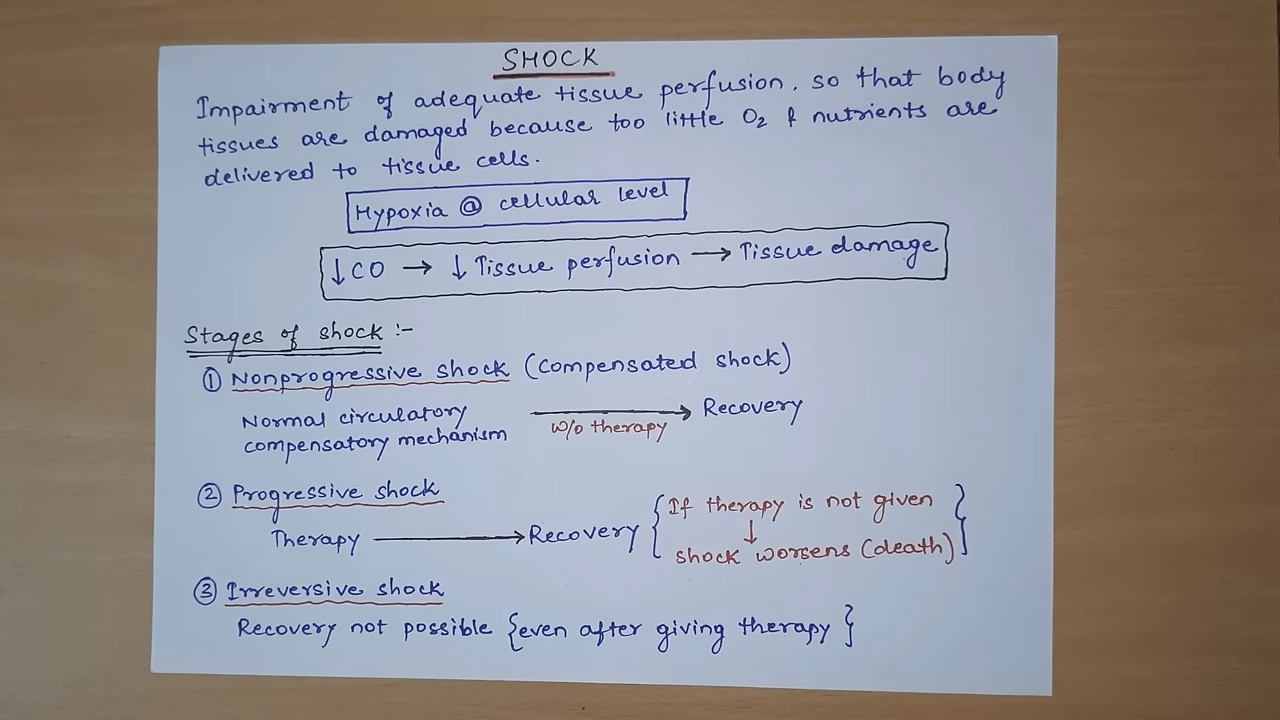 SHOCK
Impairment of adequate tissue perfusion, so that body
tissues are damaged because too little O2 & nutrients are
delivered to tissue cells.
Hypoxia @ cellular level
↓ CO → ↓ Tissue perfusion → Tissue damage
Stages of shock :-
① Nonprogressive shock (compensated shock)
Normal circulatory
compensatory mechanism → w/o therapy Recovery
② Progressive shock
Therapy → Recovery { If therapy is not given
↓
shock worsens (death) }
③ Irreversive shock
Recovery not possible {even after giving therapy}